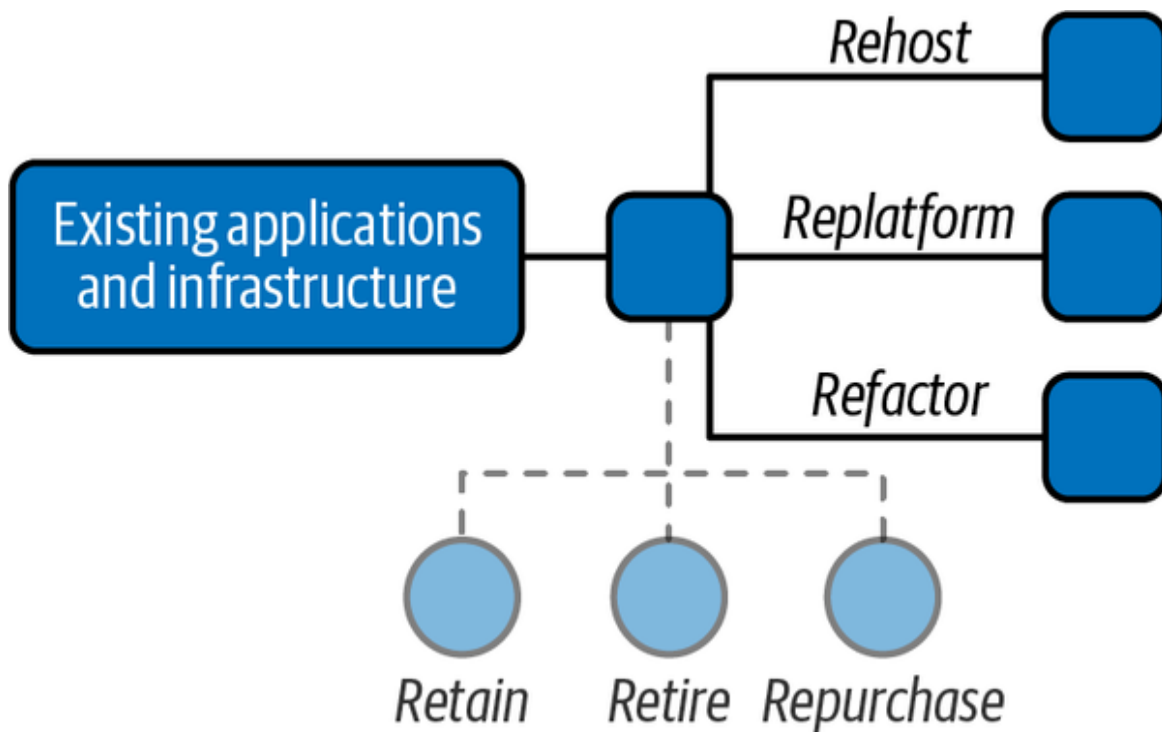 Rehost
Existing applications
and infrastructure
Replatform
Refactor
Retain
Retire
Repurchase